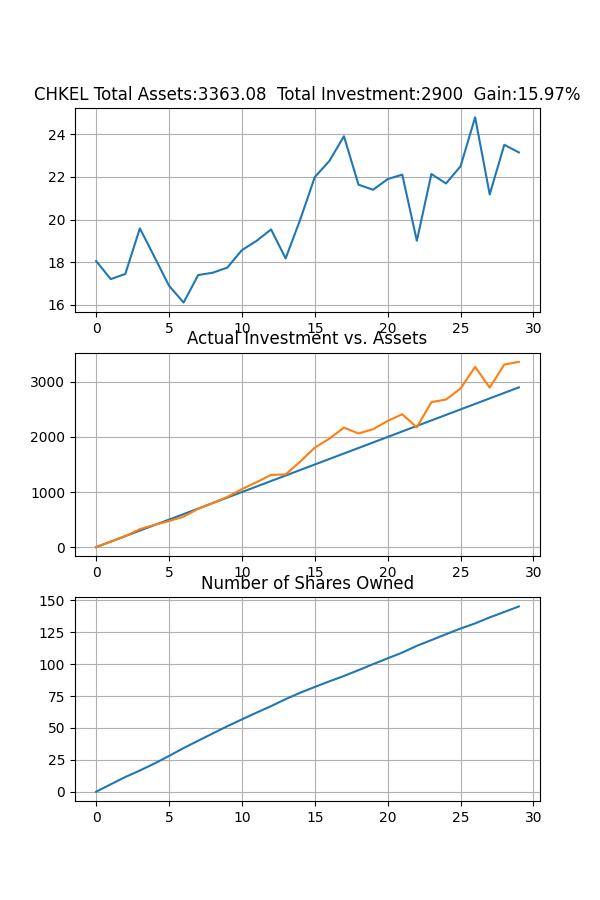 CHKEL Total Assets:3363.08  Total Investment:2900  Gain:15.97%
24
22
20
18
16
0 5 10 15 20 25 30
Actual Investment vs. Assets
3000
2000
1000
0
0 5 10 15 20 25 30
Number of Shares Owned
150
125
100
75
50
25
0
0 5 10 15 20 25 30